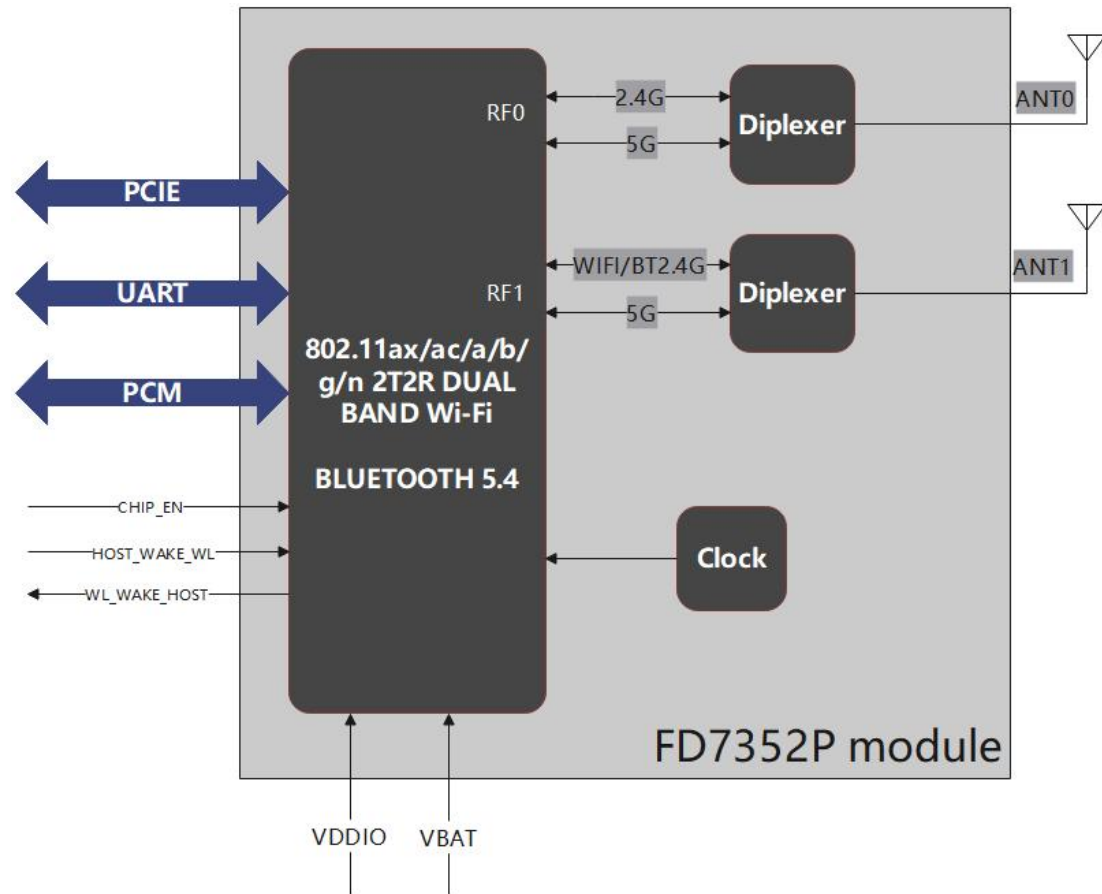 2.4G
RF0
Diplexer
ANT0
5G
PCIE
WIFI/BT2.4G
ANT1
UART
RF1
Diplexer
5G
802.11ax/ac/a/b/
g/n 2T2R DUAL
BAND Wi-Fi
PCM
BLUETOOTH 5.4
CHIP_EN
HOST_WAKE_WL
Clock
WL_WAKE_HOST
FD7352P module
VDDIO
VBAT